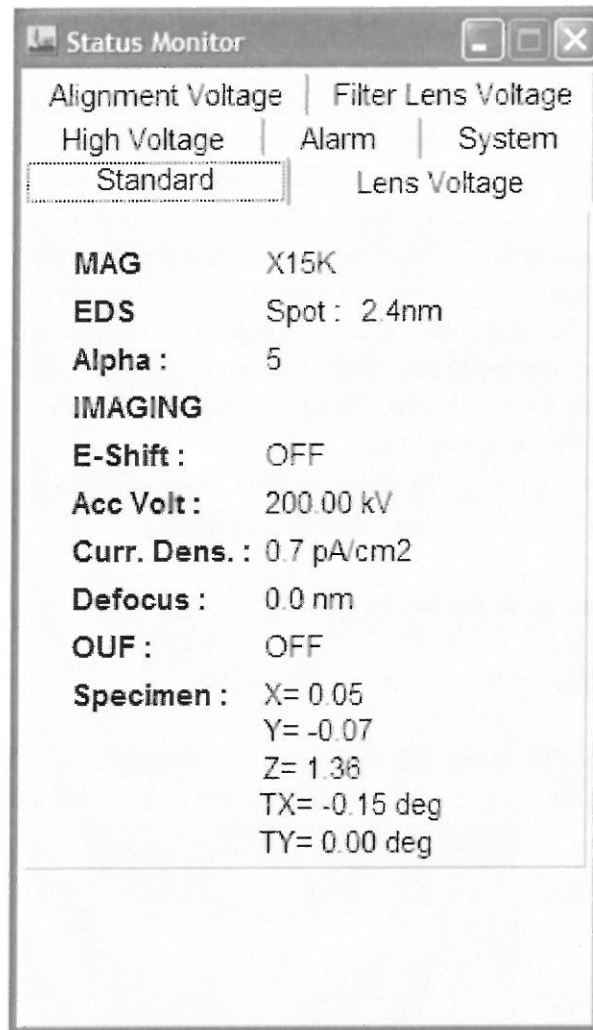 Status Monitor
Alignment Voltage Filter Lens Voltage
High Voltage Alarm System
Standard Lens Voltage
MAG X15K
EDS Spot : 2.4nm
Alpha : 5
IMAGING
E-Shift : OFF
Acc Volt : 200.00 kV
Curr. Dens. : 0.7 pA/cm2
Defocus : 0.0 nm
OUF : OFF
Specimen : X= 0.05
Y= -0.07
Z= 1.36
TX= -0.15 deg
TY= 0.00 deg